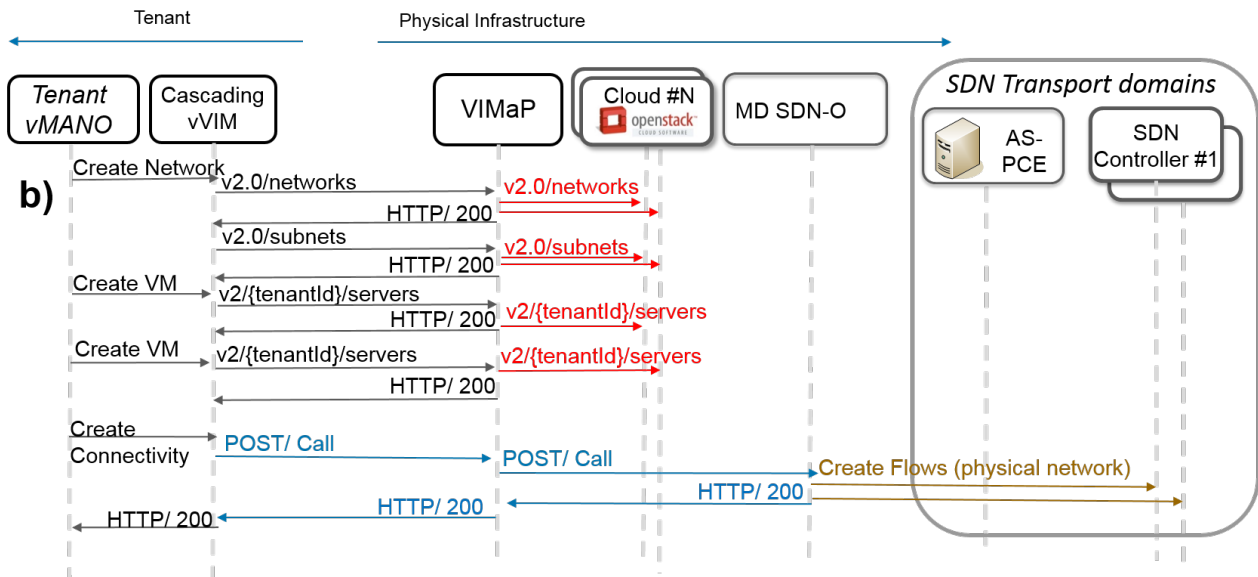 Tenant
Physical Infrastructure
SDN Transport domains
Tenant
vMANO
Cascading
vVIM
VIMaP
Cloud #N
openstack™
CLOUD SOFTWARE
MD SDN-O
AS-
PCE
SDN
Controller #1
b)
Create Network
v2.0/networks
v2.0/networks
HTTP/ 200
v2.0/subnets
v2.0/subnets
HTTP/ 200
Create VM
v2/{tenantId}/servers
v2/{tenantId}/servers
HTTP/ 200
Create VM
v2/{tenantId}/servers
v2/{tenantId}/servers
HTTP/ 200
Create
Connectivity
POST/ Call
POST/ Call
Create Flows (physical network)
HTTP/ 200
HTTP/ 200
HTTP/ 200